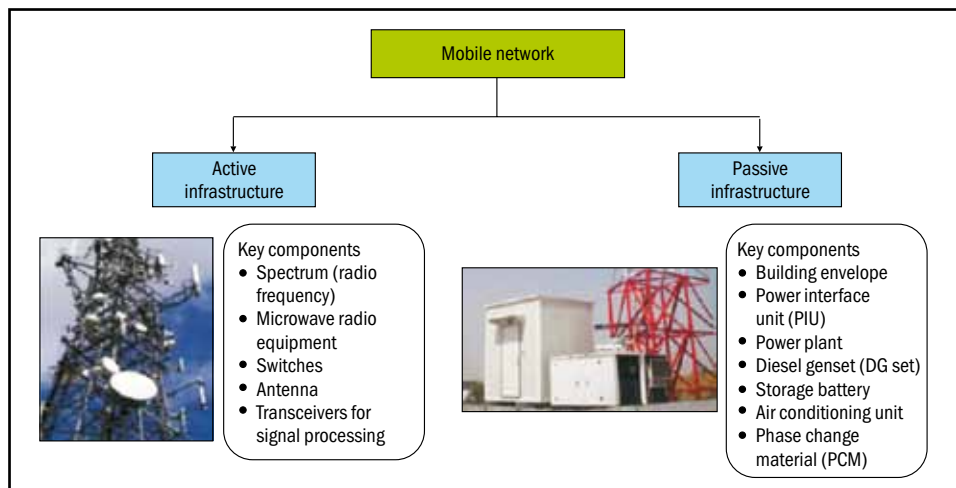 Mobile network
Active
infrastructure
Passive
infrastructure
Key components
• Spectrum (radio
frequency)
• Microwave radio
equipment
• Switches
• Antenna
• Transceivers for
signal processing
Key components
• Building envelope
• Power interface
unit (PIU)
• Power plant
• Diesel genset (DG set)
• Storage battery
• Air conditioning unit
• Phase change
material (PCM)